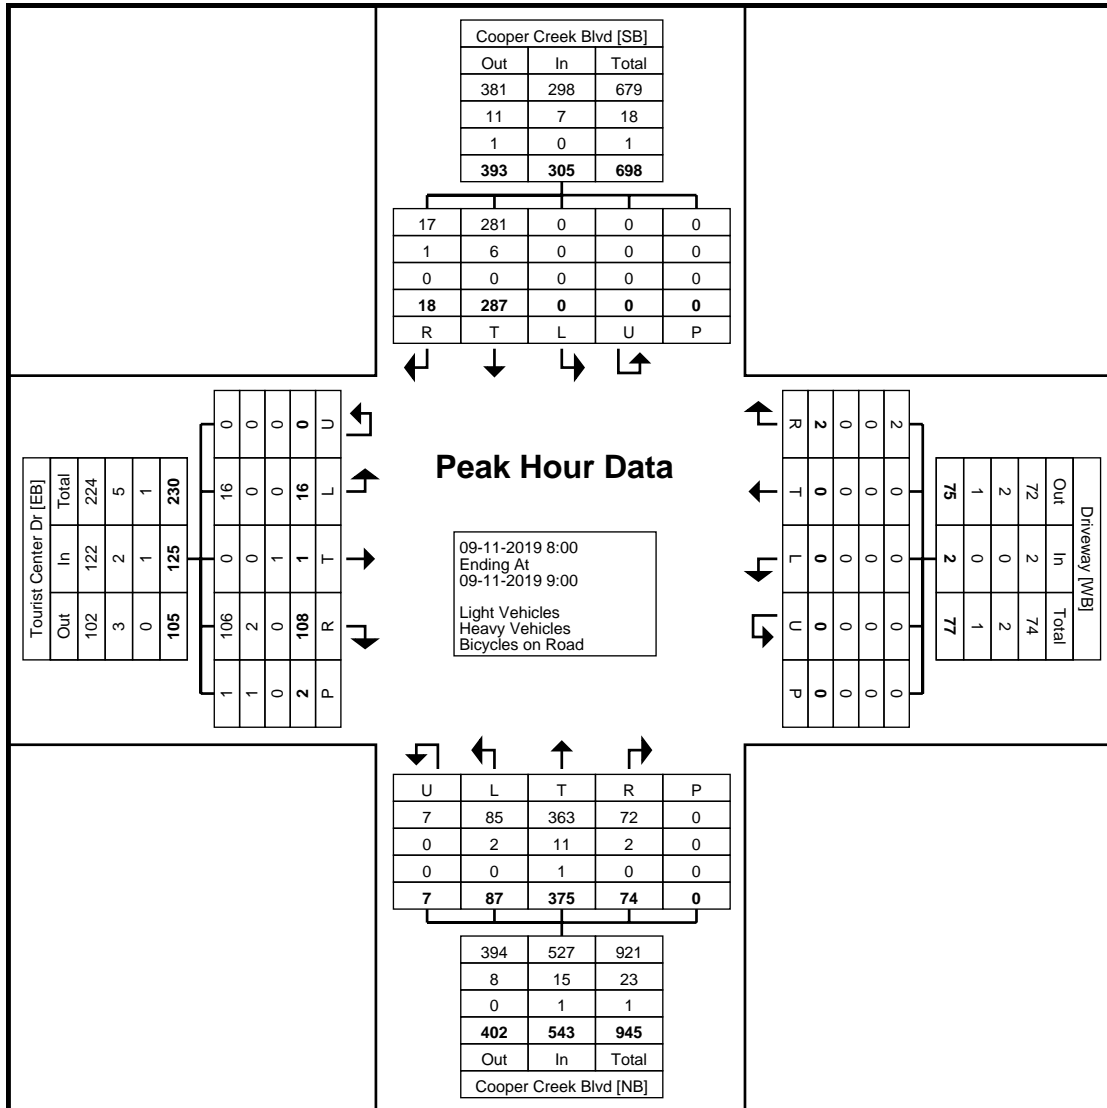 Cooper Creek Blvd [SB]
Out In Total
381 298 679
11 7 18
1 0 1
393 305 698
17 281 0 0 0
1 6 0 0 0
0 0 0 0 0
18 287 0 0 0
R T L U P
Tourist Center Dr [EB]
Total In Out
224 122 102
5 2 3
1 1 0
230 125 105
0 16 0 106 1
0 0 0 2 1
0 0 1 0 0
0 16 1 108 2
U L T R P
Peak Hour Data
09-11-2019 8:00
Ending At
09-11-2019 9:00
Light Vehicles
Heavy Vehicles
Bicycles on Road
R T L U P
2 0 0 0 0
0 0 0 0 0
0 0 0 0 0
2 0 0 0 0
75 2 77
1 0 1
2 0 2
72 2 74
Out In Total
Driveway [WB]
U L T R P
7 85 363 72 0
0 2 11 2 0
0 0 1 0 0
7 87 375 74 0
394 527 921
8 15 23
0 1 1
402 543 945
Out In Total
Cooper Creek Blvd [NB]